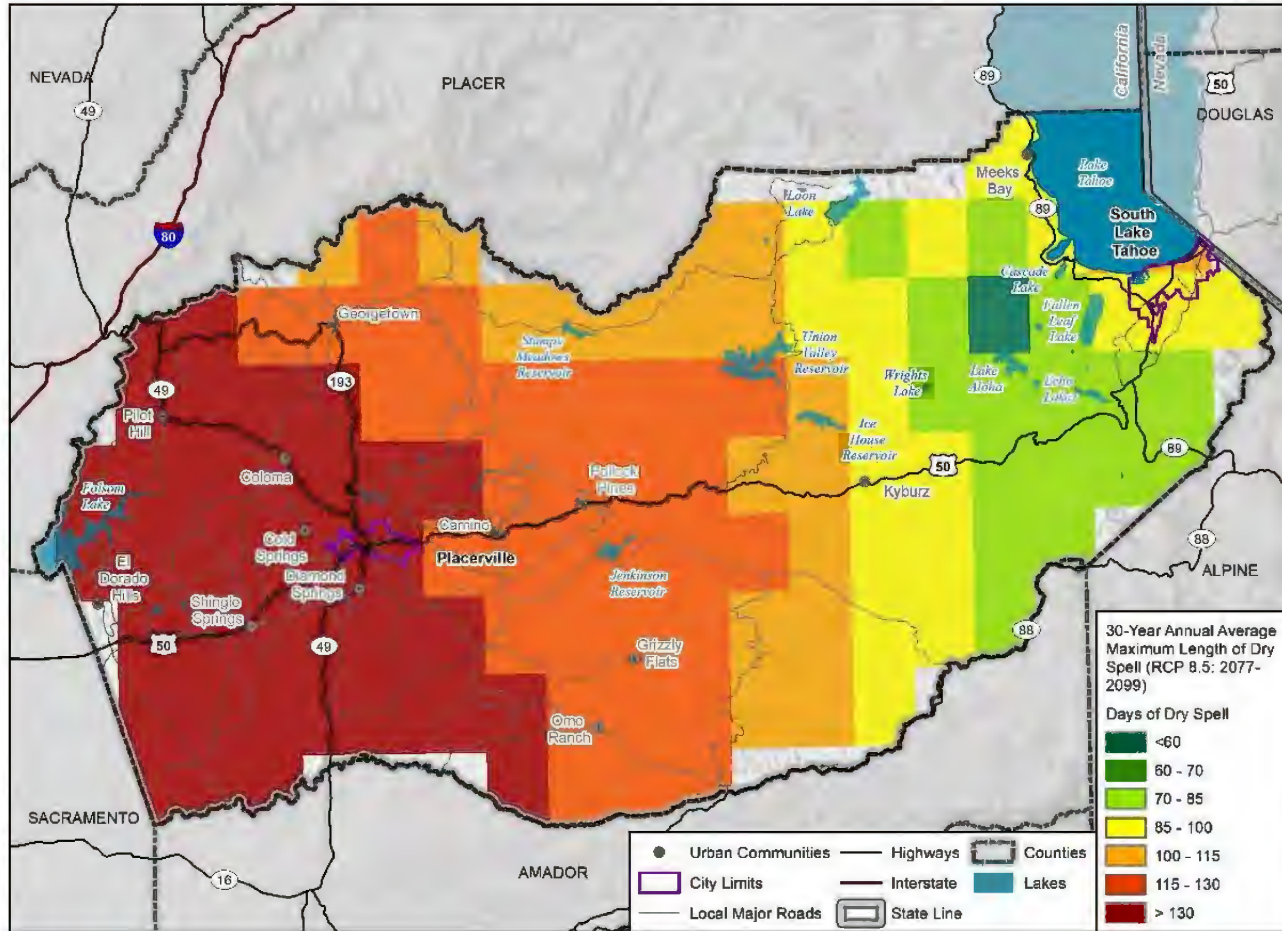 NEVADA
49
PLACER
89
California
Nevada
50
DOUGLAS
80
Meeks
Bay
Lake
Tahoe
Loon
Lake
89
South
Lake
Tahoe
Cascade
Lake
Georgetown
Stumpy
Meadows
Reservoir
Union
Valley
Reservoir
Fallen
Leaf
Lake
49
193
Wrights
Lake
Lake
Aloha
Echo
Lakes
Pilot
Hill
Ice
House
Reservoir
Coloma
50
89
Pollock
Pines
Kyburz
Folsom
Lake
Camino
Cold
Springs
Placerville
88
El
Dorado
Hills
Diamond
Springs
Jenkinson
Reservoir
ALPINE
Shingle
Springs
50
49
88
Grizzly
Flats
Omo
Ranch
SACRAMENTO
16
AMADOR
30-Year Annual Average
Maximum Length of Dry
Spell (RCP 8.5: 2077-
2099)
Days of Dry Spell
<60
60 - 70
70 - 85
85 - 100
100 - 115
115 - 130
> 130
Urban Communities
Highways
Counties
City Limits
Interstate
Lakes
Local Major Roads
State Line